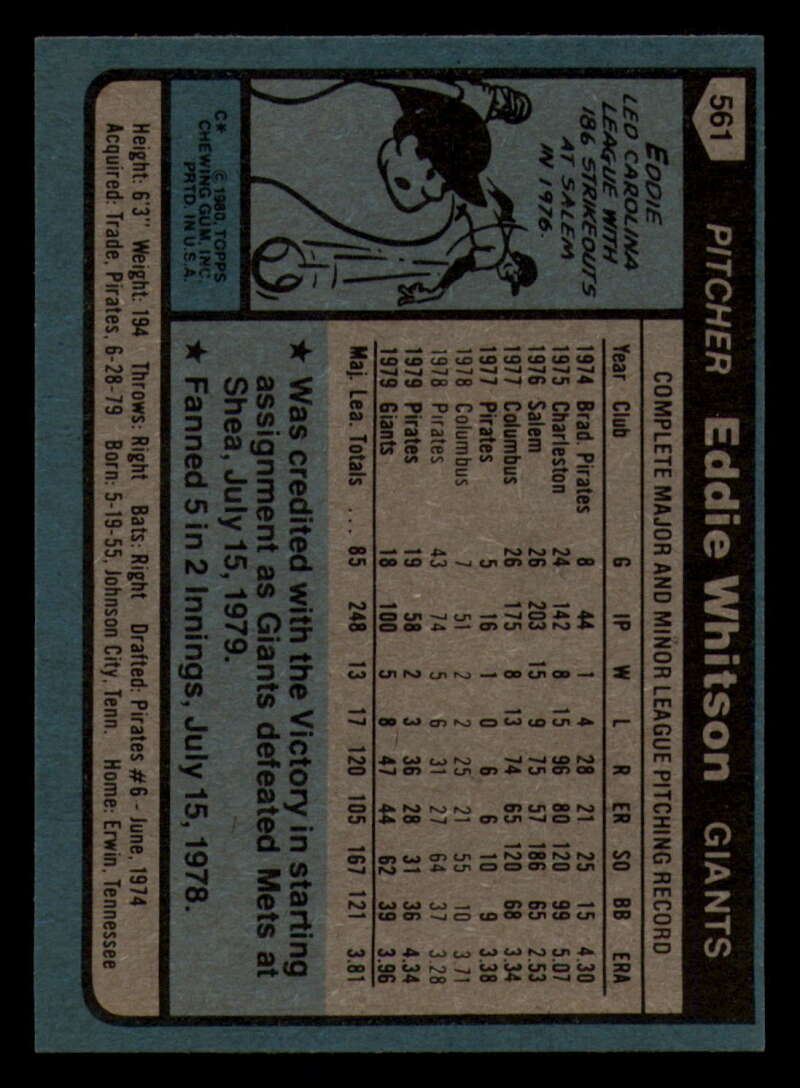 561 PITCHER Eddie Whitson GIANTS
EDDIE
LED CAROLINA
LEAGUE WITH
186 STRIKEOUTS
AT SALEM
IN 1976.
C* © 1980, TOPPS
CHEWING GUM, INC.
PRTD. IN U.S.A.
COMPLETE MAJOR AND MINOR LEAGUE PITCHING RECORD
Year Club G IP W L R ER SO BB ERA
1974 Brad. Pirates 8 44 1 4 28 21 25 15 4.30
1975 Charleston 24 142 8 15 96 80 120 99 5.07
1976 Salem 26 203 15 9 75 57 186 65 2.53
1977 Columbus 26 175 8 13 74 65 120 68 3.34
1977 Pirates 5 16 1 0 6 6 10 9 3.38
1978 Columbus 7 51 2 2 25 21 55 10 3.71
1978 Pirates 43 74 5 6 31 27 64 37 3.28
1979 Pirates 19 58 2 3 36 28 31 36 4.34
1979 Giants 18 100 5 8 47 44 62 39 3.96
Maj. Lea. Totals ... 85 248 13 17 120 105 167 121 3.81
★ Was credited with the Victory in starting
assignment as Giants defeated Mets at
Shea, July 15, 1979.
★ Fanned 5 in 2 Innings, July 15, 1978.
Height: 6'3" Weight: 194 Throws: Right Bats: Right Drafted: Pirates #6 - June, 1974
Acquired: Trade, Pirates, 6-28-79 Born: 5-19-55, Johnson City, Tenn. Home: Erwin, Tennessee